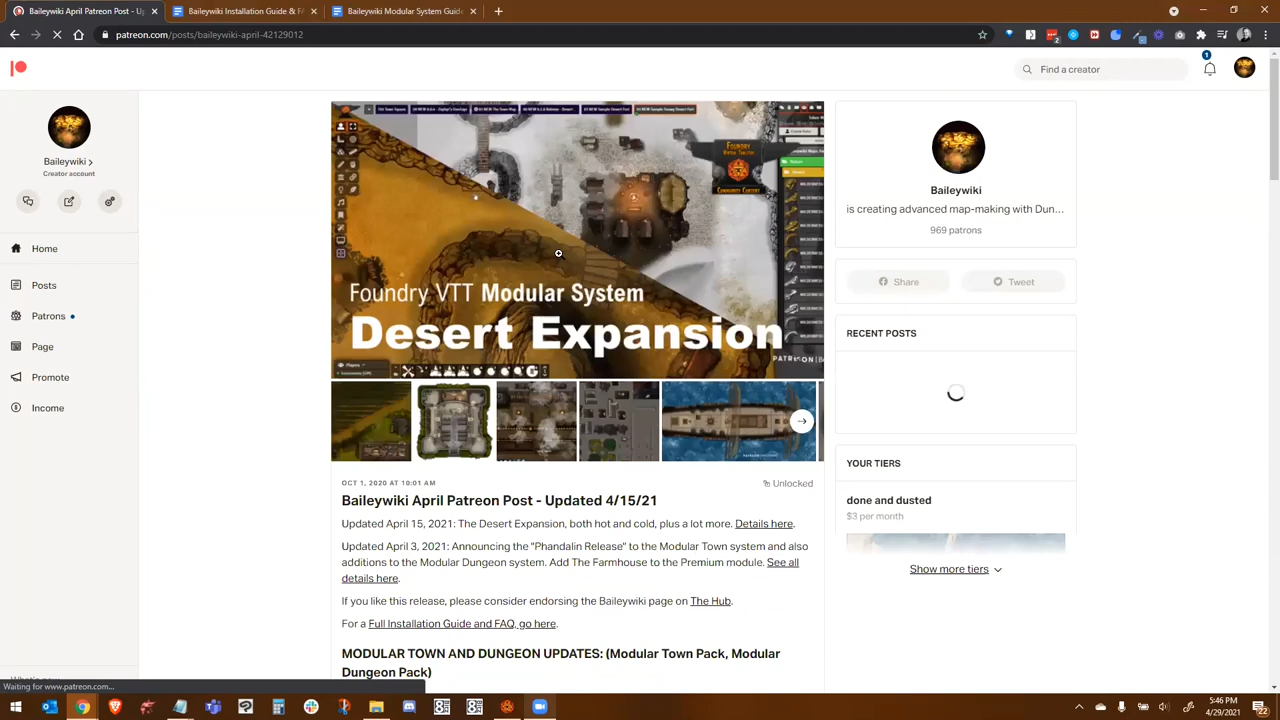 Baileywiki April Patreon Post - Up
Baileywiki Installation Guide & FA
Baileywiki Modular System Guide
patreon.com/posts/baileywiki-april-42129012
Find a creator
1
Baileywiki
Creator account
Home
Posts
Patrons
Page
Promote
Income
FOUNDRY
COMMUNITY CONTENT
Foundry VTT Modular System
Desert Expansion
Players
OCT 1, 2020 AT 10:01 AM
Unlocked
Baileywiki April Patreon Post - Updated 4/15/21
Updated April 15, 2021: The Desert Expansion, both hot and cold, plus a lot more. Details here.
Updated April 3, 2021: Announcing the "Phandalin Release" to the Modular Town system and also
additions to the Modular Dungeon system. Add The Farmhouse to the Premium module. See all
details here.
If you like this release, please consider endorsing the Baileywiki page on The Hub.
For a Full Installation Guide and FAQ, go here.
MODULAR TOWN AND DUNGEON UPDATES: (Modular Town Pack, Modular
Dungeon Pack)
Baileywiki
is creating advanced map-making with Dun...
969 patrons
Share
Tweet
RECENT POSTS
YOUR TIERS
done and dusted
$3 per month
Show more tiers
Waiting for www.patreon.com...
5:46 PM
4/29/2021
22